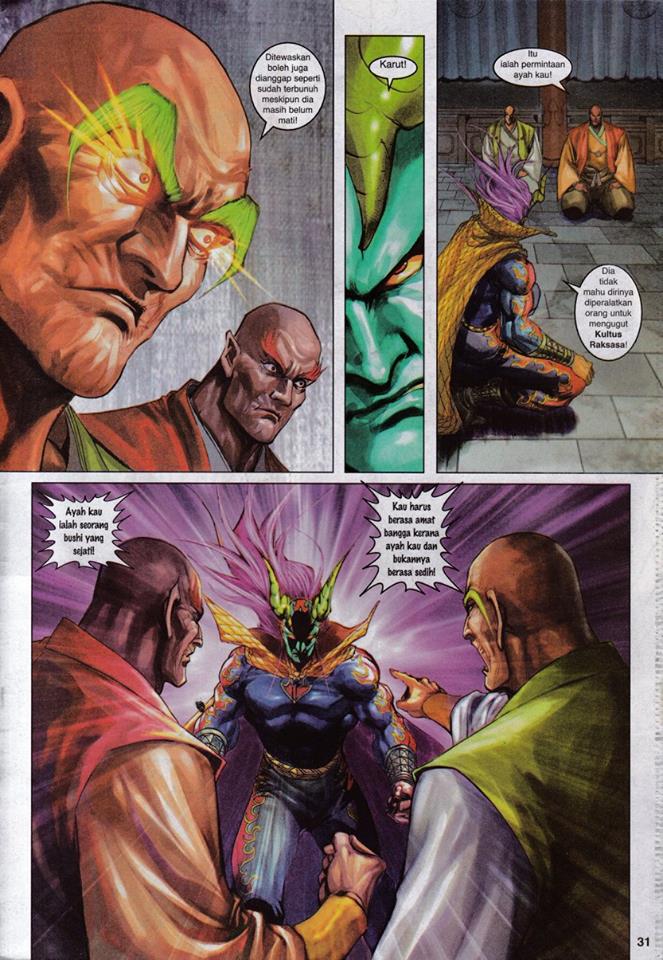 Ditewaskan
boleh juga
dianggap seperti
sudah terbunuh
meskipun dia
masih belum
mati!
Karut!
Itu
ialah permintaan
ayah kau!
Dia
tidak
mahu dirinya
diperalatkan
orang untuk
mengugut
Kultus
Raksasa!
Ayah kau
ialah seorang
bushi yang
sejati!
Kau harus
berasa amat
bangga kerana
ayah kau dan
bukannya
berasa sedih!
31